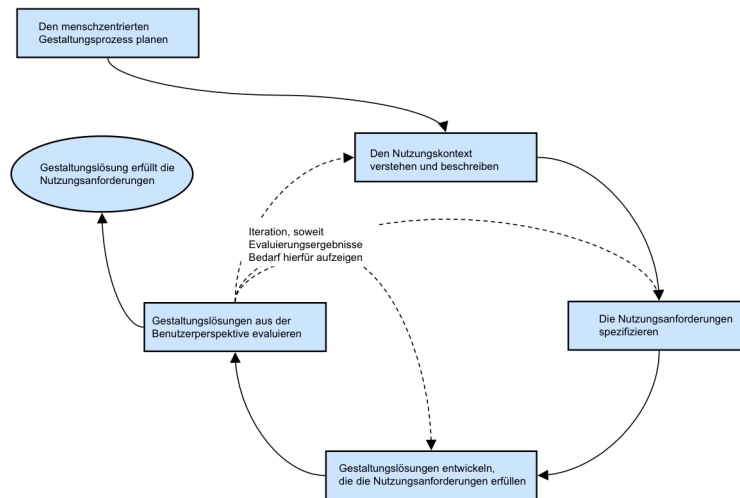 Den menschzentrierten
Gestaltungsprozess planen
Den Nutzungskontext
verstehen und beschreiben
Gestaltungslösung erfüllt die
Nutzungsanforderungen
Iteration, soweit
Evaluierungsergebnisse
Bedarf hierfür aufzeigen
Gestaltungslösungen aus der
Benutzerperspektive evaluieren
Die Nutzungsanforderungen
spezifizieren
Gestaltungslösungen entwickeln,
die die Nutzungsanforderungen erfüllen